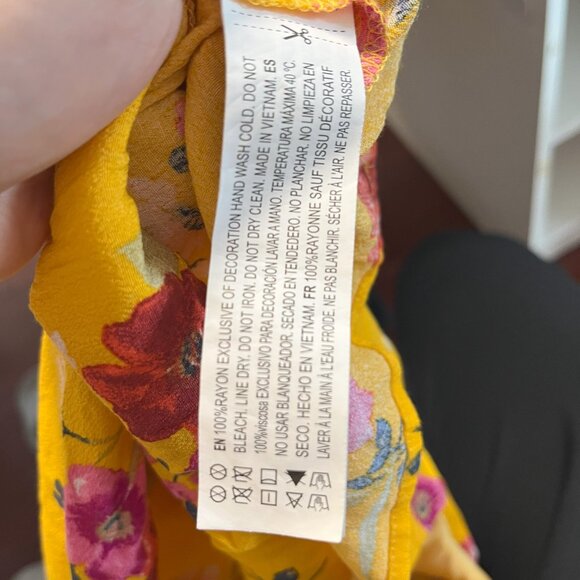 EN 100%RAYON EXCLUSIVE OF DECORATION HAND WASH COLD. DO NOT
BLEACH. LINE DRY. DO NOT IRON. DO NOT DRY CLEAN. MADE IN VIETNAM. ES
100%viscosa EXCLUSIVO PARA DECORACIÓN LAVAR A MANO. TEMPERATURA MÁXIMA 40 ºC.
NO USAR BLANQUEADOR. SECADO EN TENDEDERO. NO PLANCHAR. NO LIMPIEZA EN
SECO. HECHO EN VIETNAM. FR 100%RAYONNE SAUF TISSU DÉCORATIF
LAVER À LA MAIN À L'EAU FROIDE. NE PAS BLANCHIR. SÉCHER À L'AIR. NE PAS REPASSER.